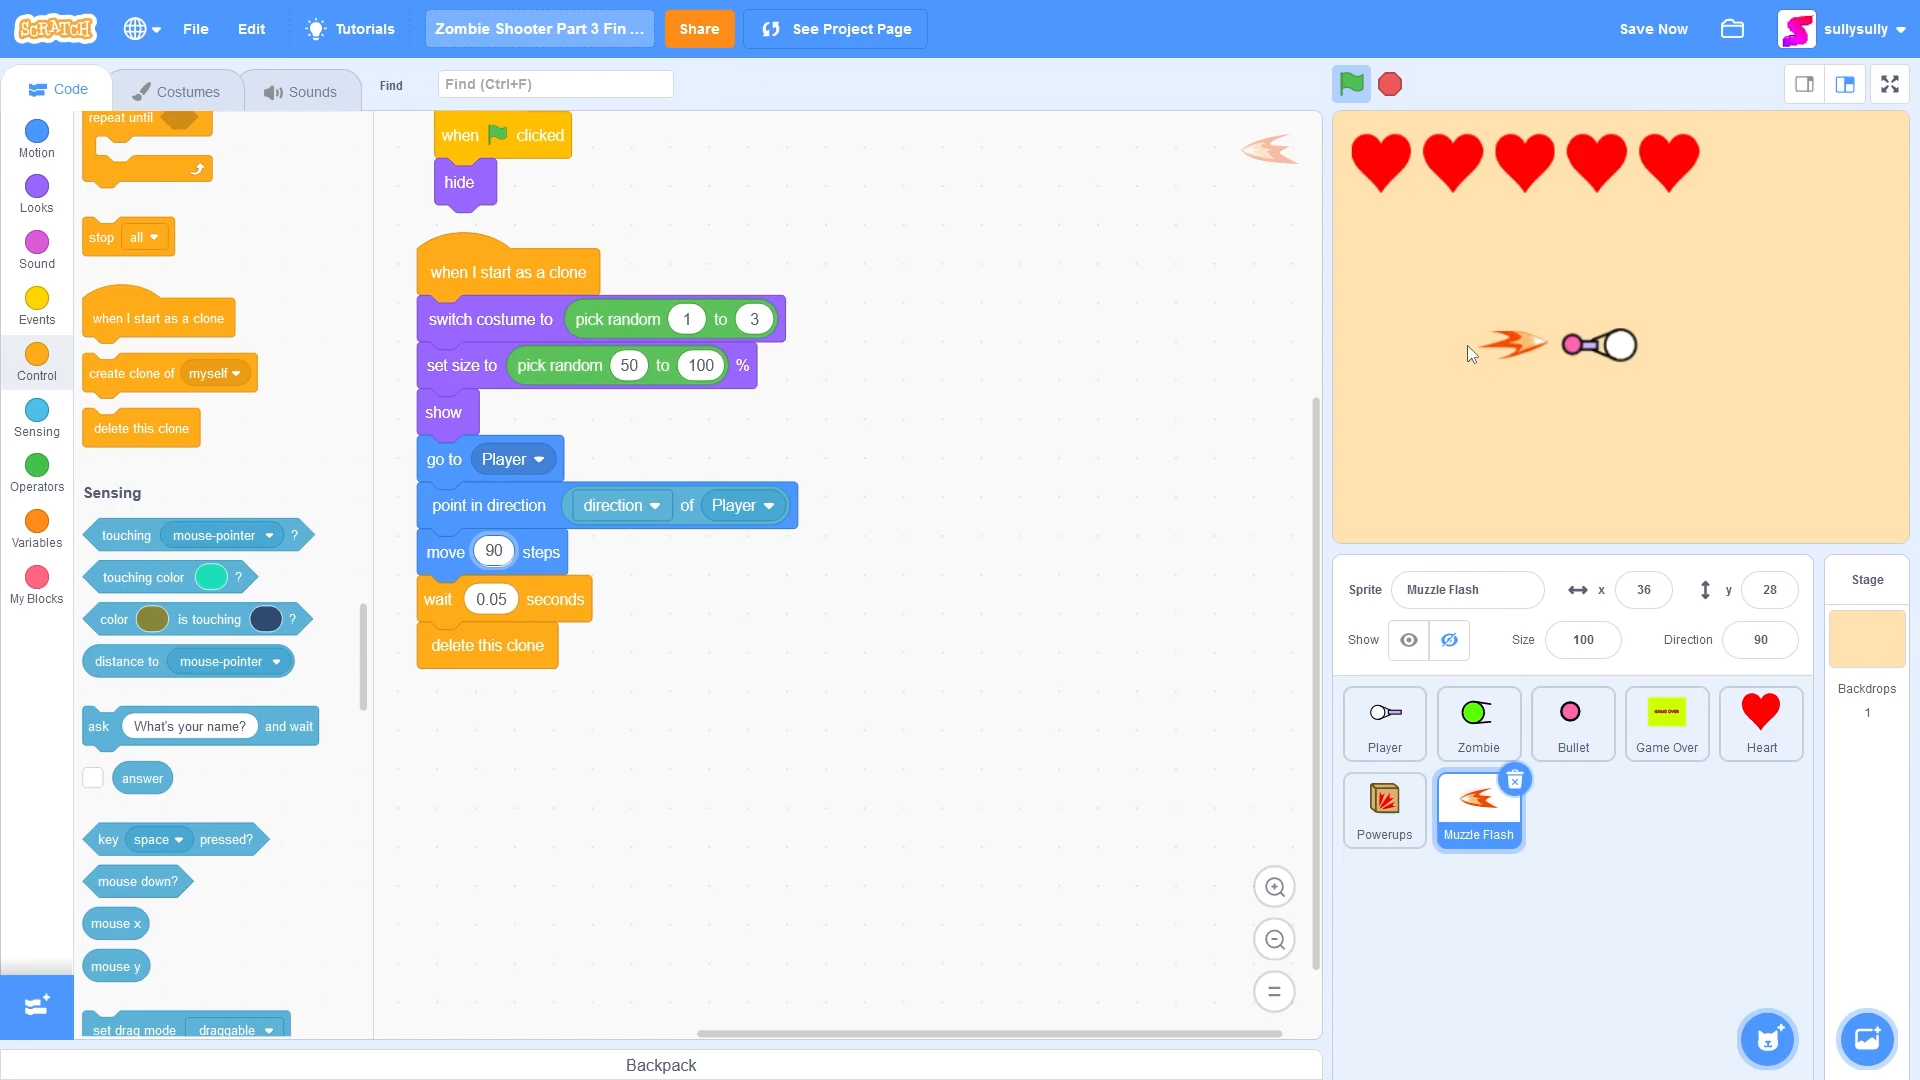 SCRATCH
File
Edit
Tutorials
Zombie Shooter Part 3 Fin ...
Share
See Project Page
Save Now
sullysully
Code
Costumes
Sounds
Find
Find (Ctrl+F)
Motion
Looks
Sound
Events
Control
Sensing
Operators
Variables
My Blocks
repeat until
stop all
when I start as a clone
create clone of myself
delete this clone
Sensing
touching mouse-pointer ?
touching color ?
color is touching ?
distance to mouse-pointer
ask What's your name? and wait
answer
key space pressed?
mouse down?
mouse x
mouse y
set drag mode draggable
when clicked
hide
when I start as a clone
switch costume to pick random 1 to 3
set size to pick random 50 to 100 %
show
go to Player
point in direction direction of Player
move 90 steps
wait 0.05 seconds
delete this clone
Backpack
Sprite Muzzle Flash x 36 y 28
Show Size 100 Direction 90
Player
Zombie
Bullet
GAME OVER
Game Over
Heart
Powerups
Muzzle Flash
Stage
Backdrops
1